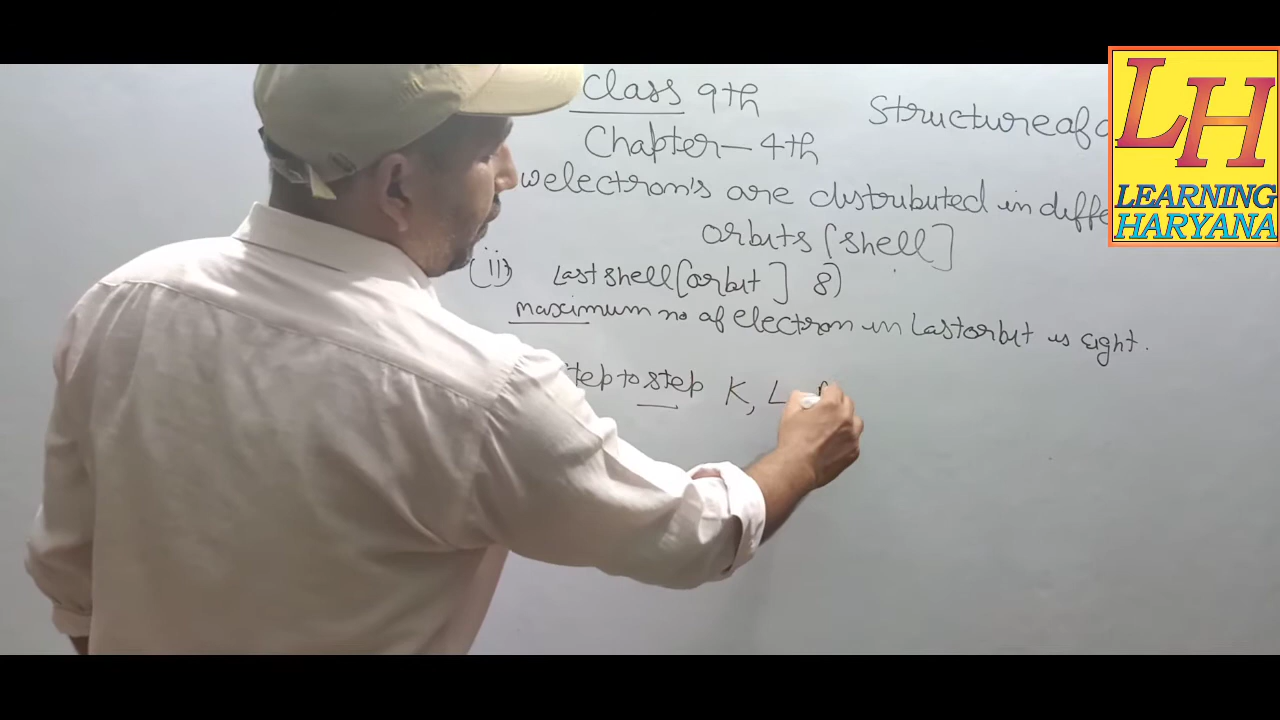 Class 9th
Chapter - 4th
Structure of a
electron's are distributed in diffe
orbits [shell]
(ii) Last shell [orbit] 8)
maximum no of electron in Last orbit is eight.
tep to step K, L
LH
LEARNING
HARYANA